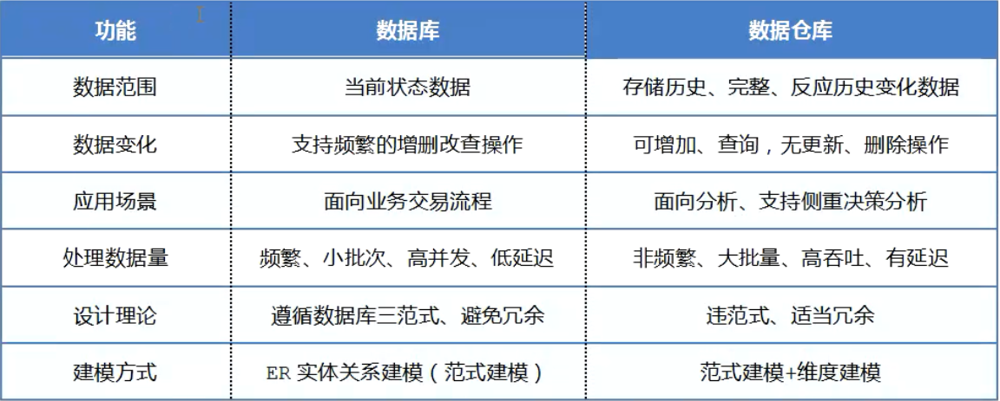 功能 数据库 数据仓库
数据范围 当前状态数据 存储历史、完整、反应历史变化数据
数据变化 支持频繁的增删改查操作 可增加、查询，无更新、删除操作
应用场景 面向业务交易流程 面向分析、支持侧重决策分析
处理数据量 频繁、小批次、高并发、低延迟 非频繁、大批量、高吞吐、有延迟
设计理论 遵循数据库三范式、避免冗余 违范式、适当冗余
建模方式 ER 实体关系建模（范式建模） 范式建模+维度建模